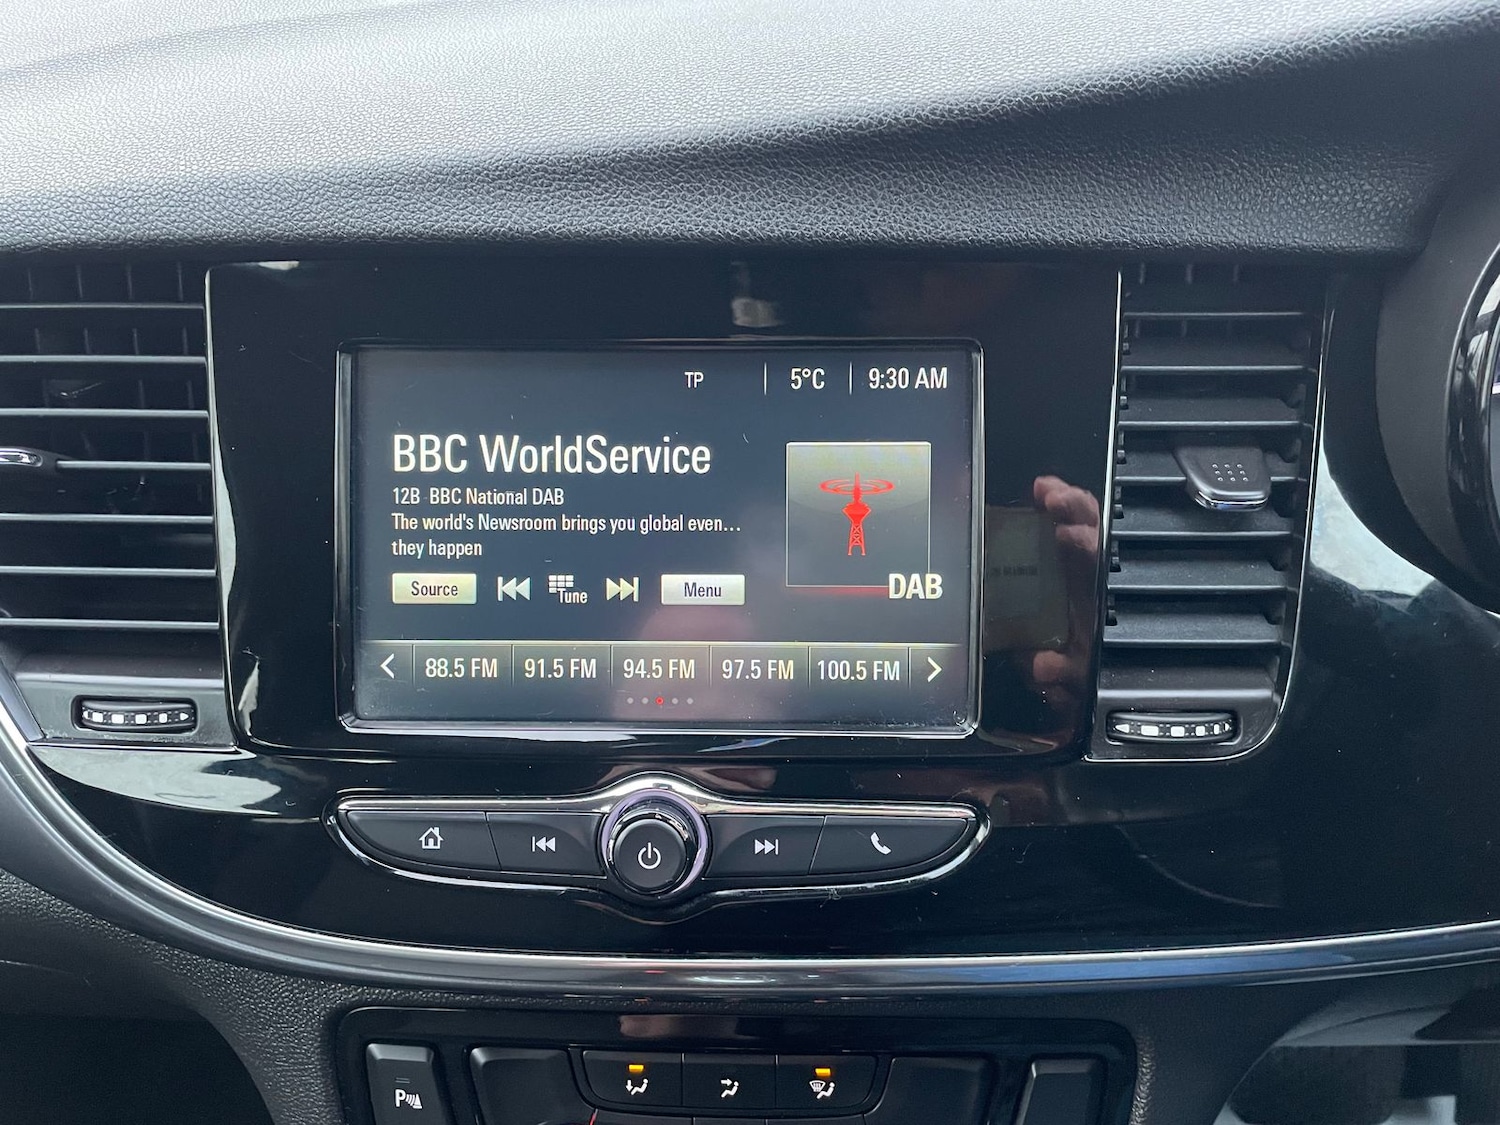 TP 5°C 9:30 AM
BBC WorldService
12B BBC National DAB
The world's Newsroom brings you global even...
they happen
Source Tune Menu
DAB
88.5 FM 91.5 FM 94.5 FM 97.5 FM 100.5 FM
P